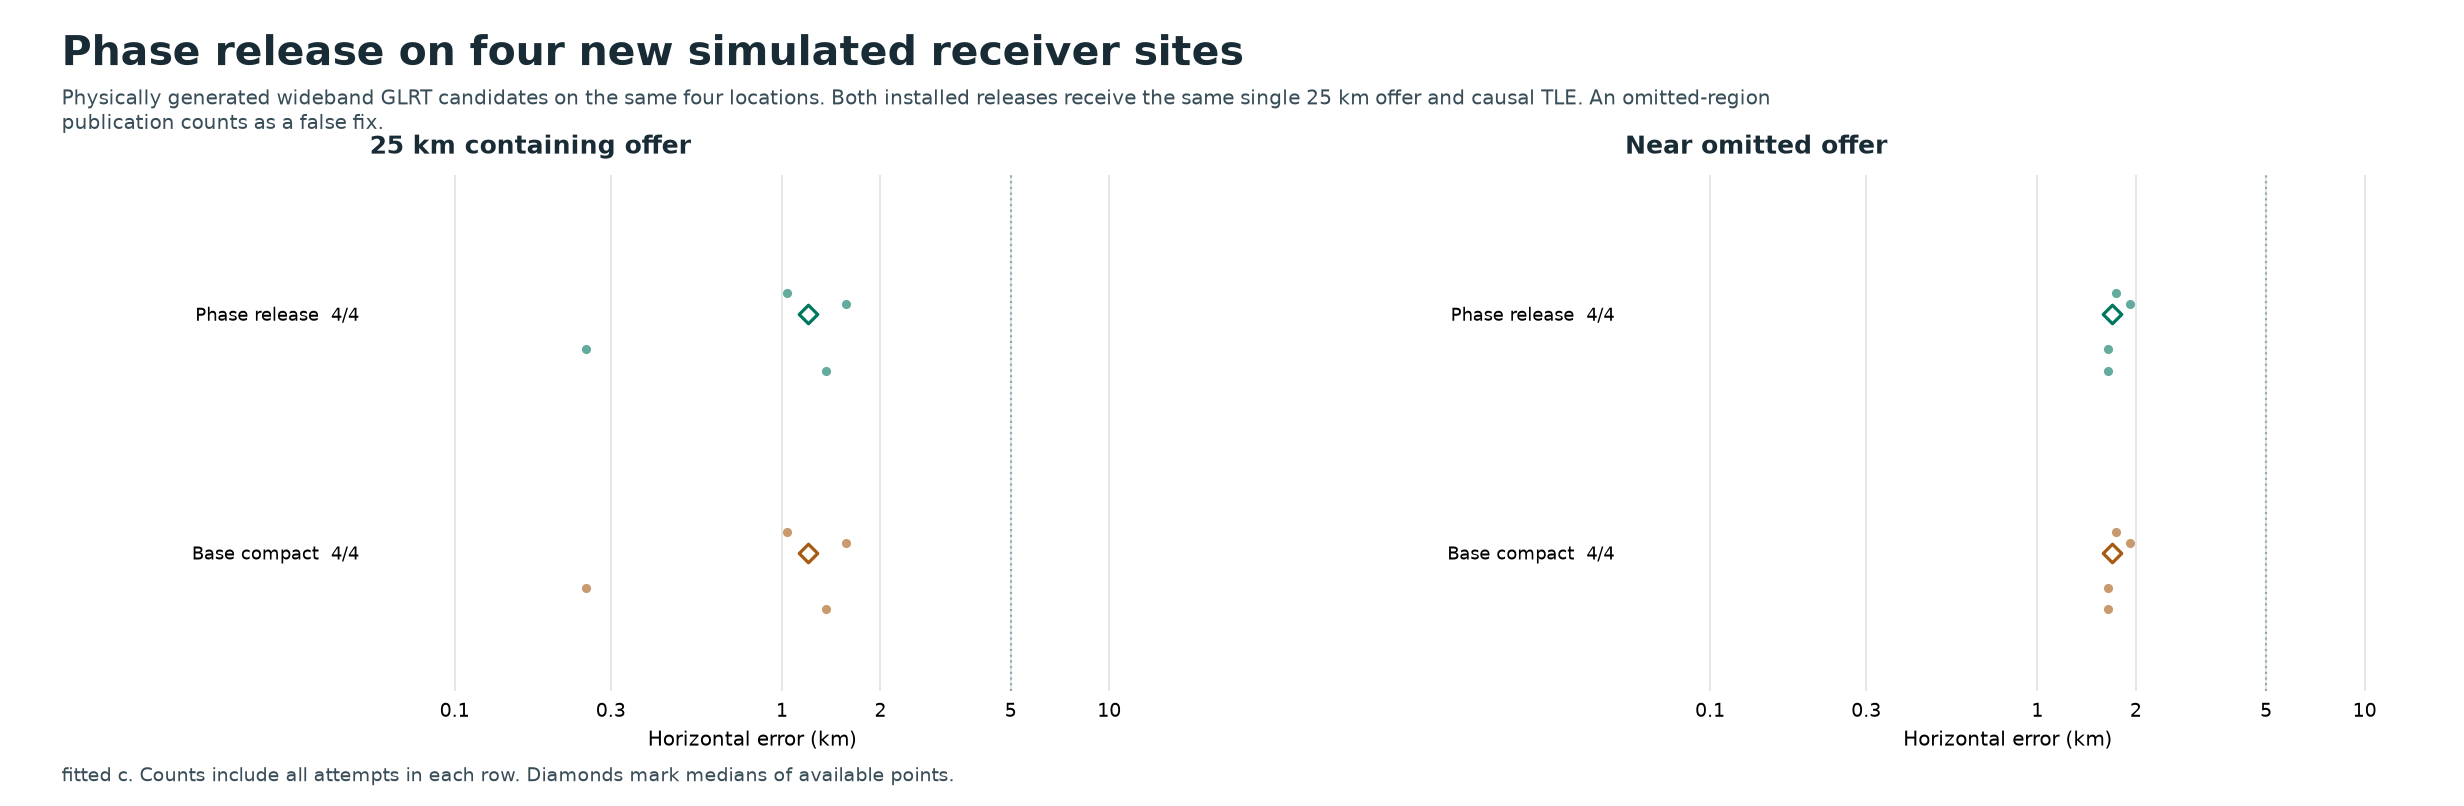 Phase release on four new simulated receiver sites
Physically generated wideband GLRT candidates on the same four locations. Both installed releases receive the same single 25 km offer and causal TLE. An omitted-region
publication counts as a false fix.
25 km containing offer
Near omitted offer
Phase release 4/4
Phase release 4/4
Base compact 4/4
Base compact 4/4
0.1 0.3 1 2 5 10
0.1 0.3 1 2 5 10
Horizontal error (km)
Horizontal error (km)
fitted c. Counts include all attempts in each row. Diamonds mark medians of available points.